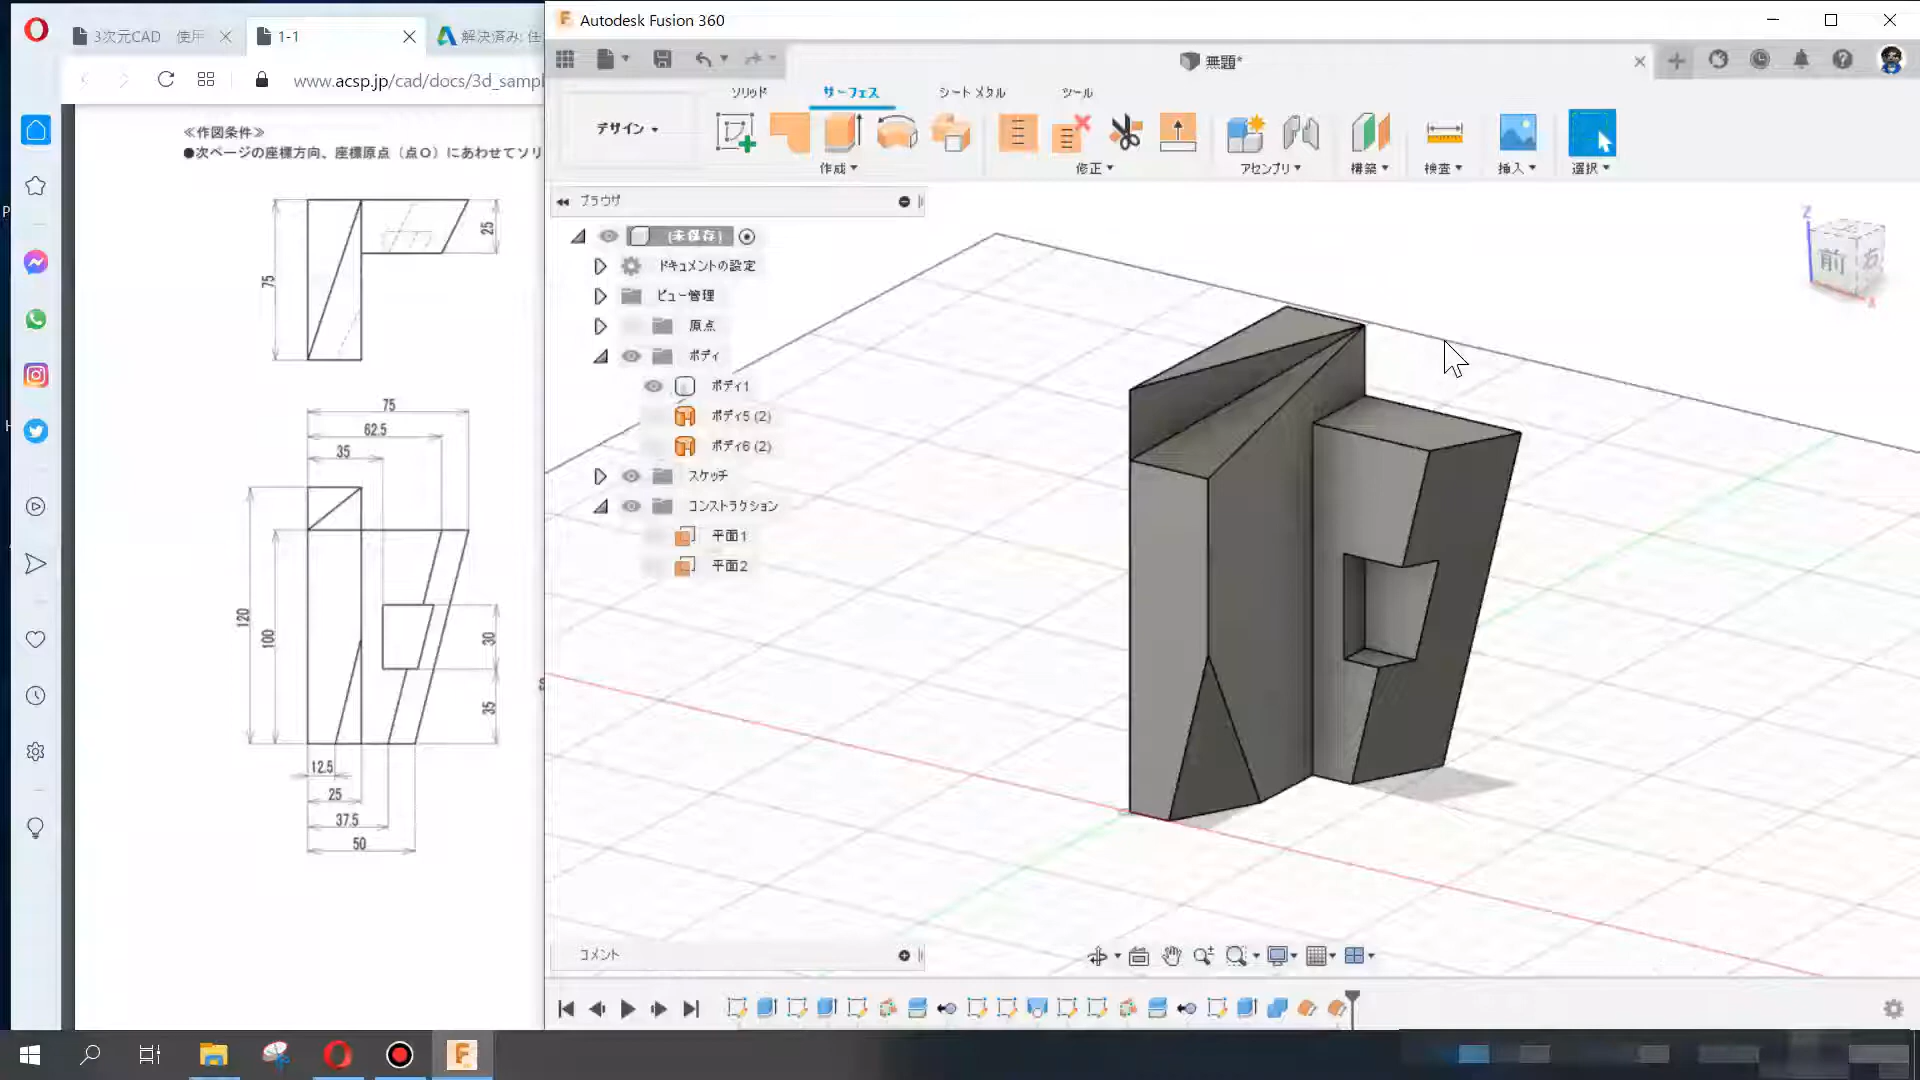 3次元CAD 使用
1-1
解決済み: 任
www.acsp.jp/cad/docs/3d_sampl
≪作図条件≫
●次ページの座標方向、座標原点（点O）にあわせてソリ
75
25
75
62.5
35
120
100
30
35
12.5
25
37.5
50
Autodesk Fusion 360
無題*
ソリッド
サーフェス
シート メタル
ツール
デザイン
作成
修正
アセンブリ
構築
検査
挿入
選択
ブラウザ
(未保存)
ドキュメントの設定
ビュー管理
原点
ボディ
ボディ1
ボディ5 (2)
ボディ6 (2)
スケッチ
コンストラクション
平面1
平面2
Z
前
右
X
コメント